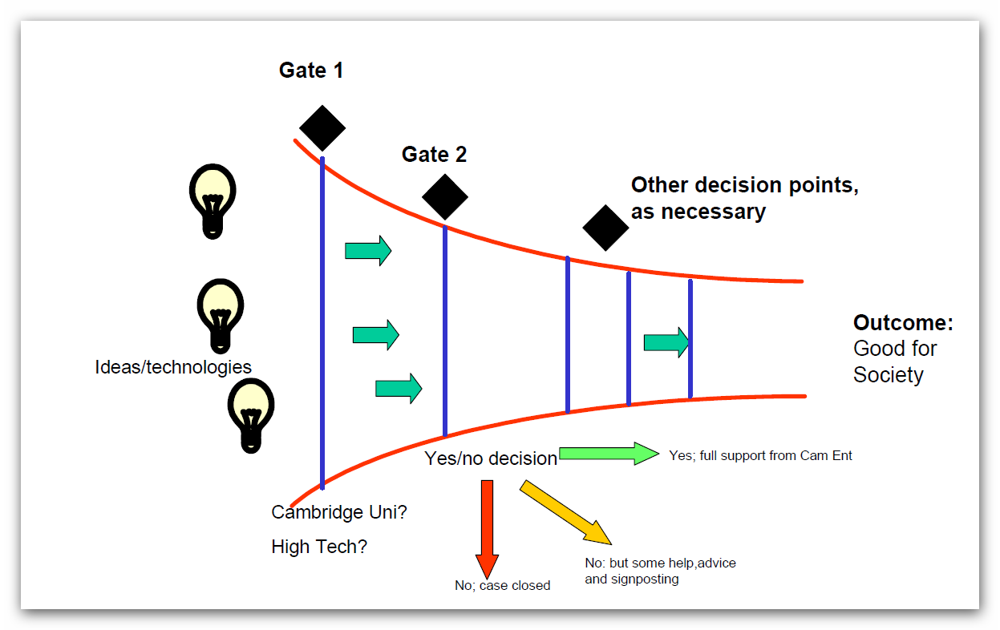 Gate 1
Gate 2
Other decision points,
as necessary
Ideas/technologies
Outcome:
Good for
Society
Yes/no decision
Yes; full support from Cam Ent
Cambridge Uni?
High Tech?
No: but some help,advice
and signposting
No; case closed